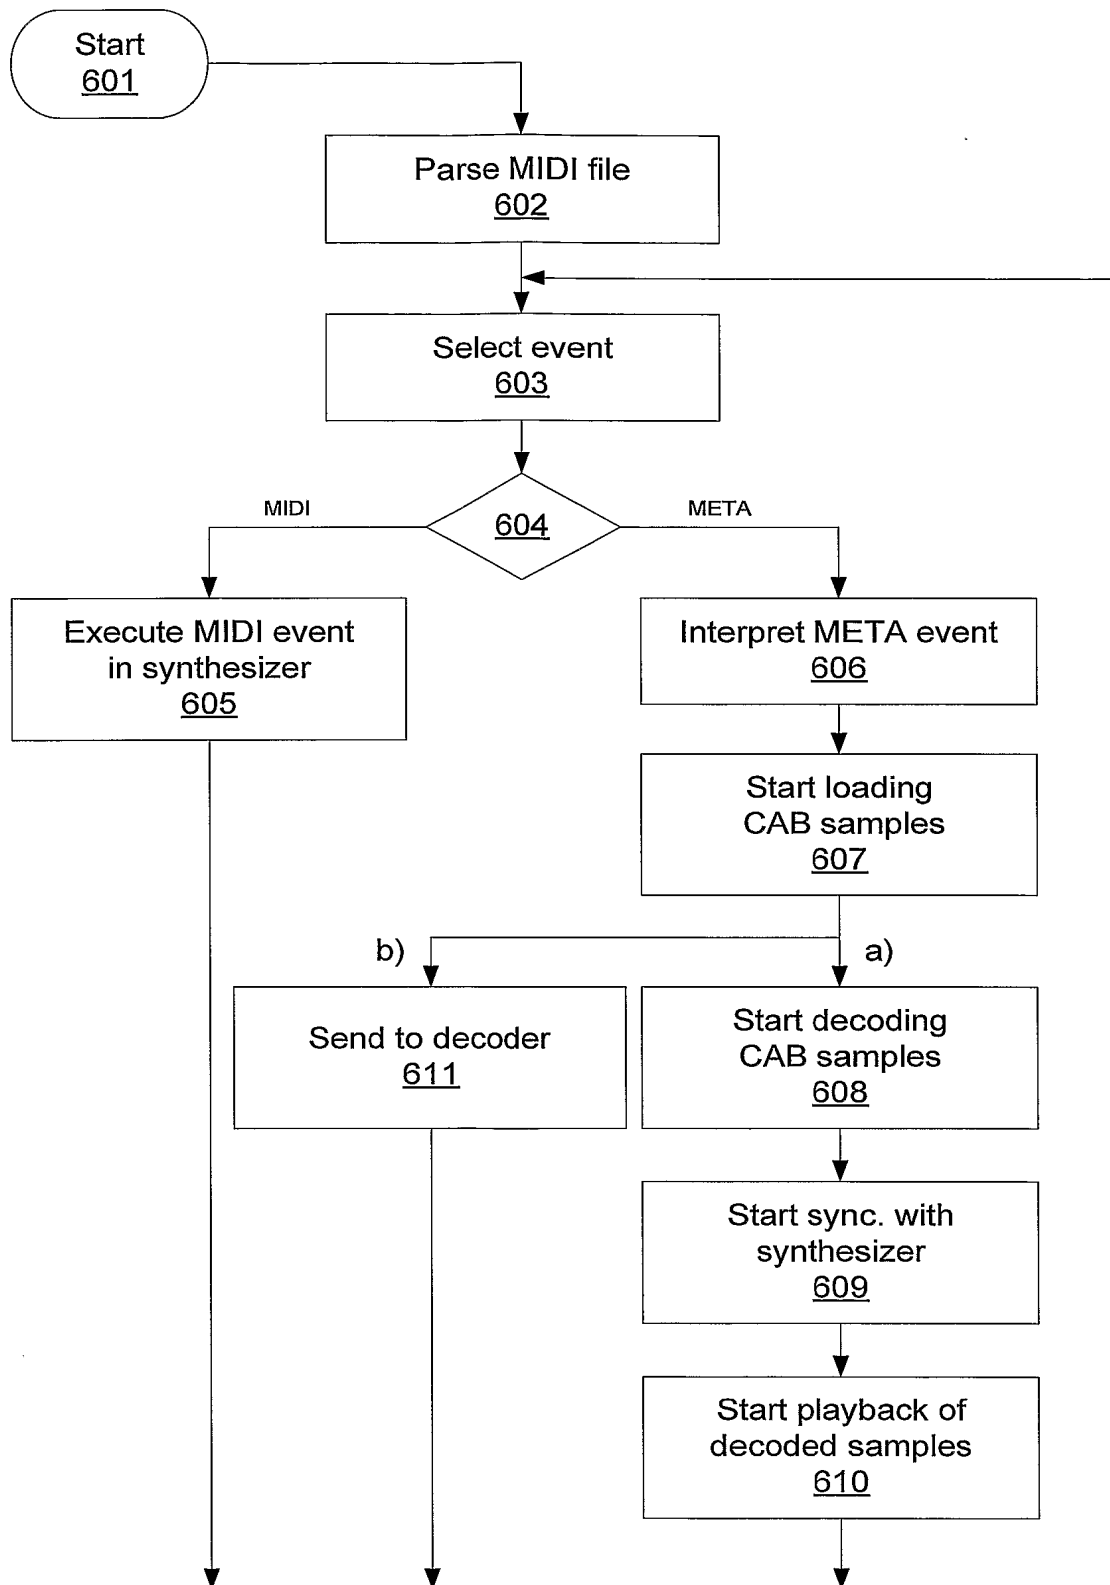 Start
601
Parse MIDI file
602
Select event
603
MIDI
604
META
Execute MIDI event
in synthesizer
605
Interpret META event
606
Start loading
CAB samples
607
b)
a)
Send to decoder
611
Start decoding
CAB samples
608
Start sync. with
synthesizer
609
Start playback of
decoded samples
610